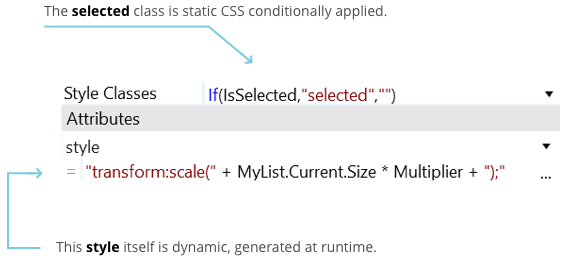 The selected class is static CSS conditionally applied.
Style Classes If(IsSelected,"selected","")
Attributes
style
= "transform:scale(" + MyList.Current.Size * Multiplier + ");" ...
This style itself is dynamic, generated at runtime.